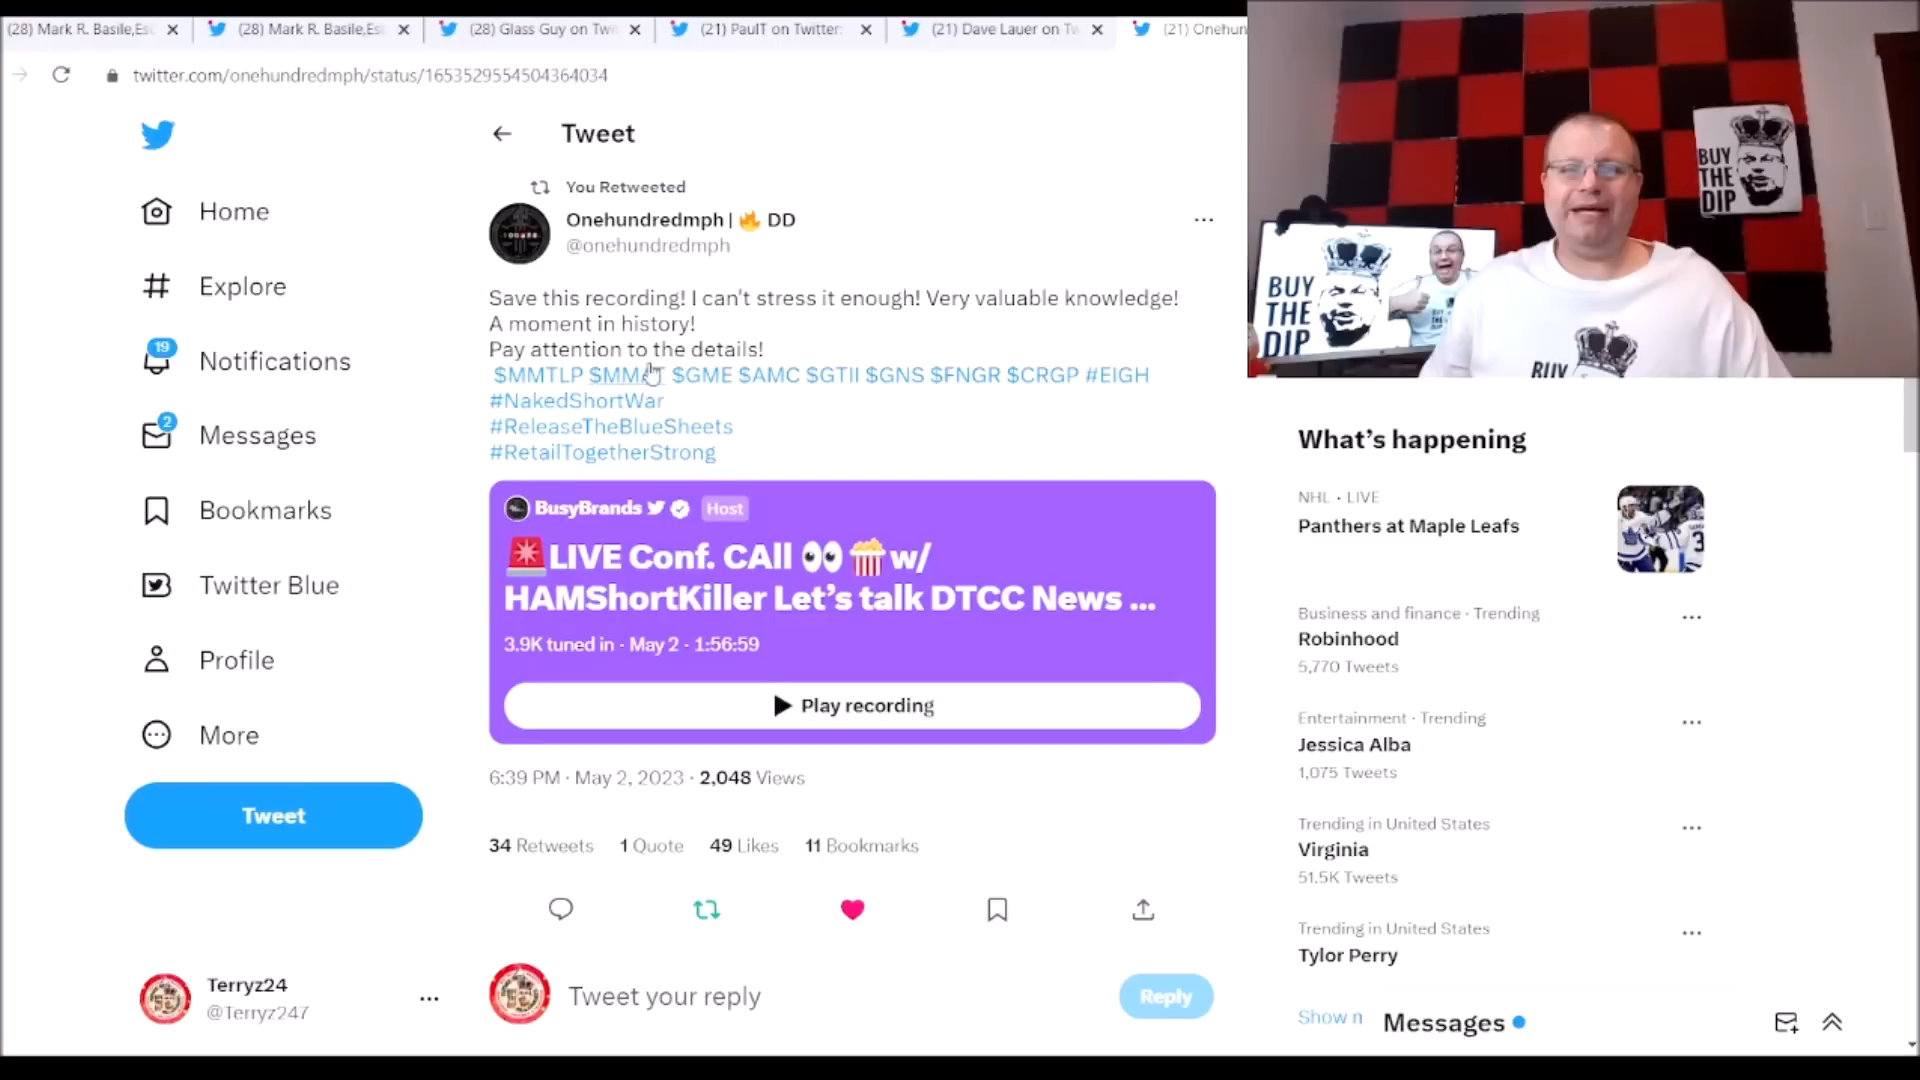 (28) Mark R. Basile,Es
(28) Mark R. Basile,Es
(28) Glass Guy on Twi
(21) PaulT on Twitter:
(21) Dave Lauer on Tw
(21) Onehun
twitter.com/onehundredmph/status/1653529554504364034
Tweet
You Retweeted
Onehundredmph | 🔥 DD
@onehundredmph
Save this recording! I can't stress it enough! Very valuable knowledge!
A moment in history!
Pay attention to the details!
$MMTLP $MMAT $GME $AMC $GTII $GNS $FNGR $CRGP #EIGH
#NakedShortWar
#ReleaseTheBlueSheets
#RetailTogetherStrong
BusyBrands Host
🚨LIVE Conf. CAll 👀🍿w/
HAMShortKiller Let's talk DTCC News ...
3.9K tuned in · May 2 · 1:56:59
Play recording
6:39 PM · May 2, 2023 · 2,048 Views
34 Retweets 1 Quote 49 Likes 11 Bookmarks
Tweet your reply
Reply
Home
Explore
19
Notifications
2
Messages
Bookmarks
Twitter Blue
Profile
More
Tweet
Terryz24
@Terryz247
BUY
THE
DIP
BUY
THE
DIP
BUY
What's happening
NHL · LIVE
Panthers at Maple Leafs
Business and finance · Trending
Robinhood
5,770 Tweets
Entertainment · Trending
Jessica Alba
1,075 Tweets
Trending in United States
Virginia
51.5K Tweets
Trending in United States
Tylor Perry
Show n
Messages